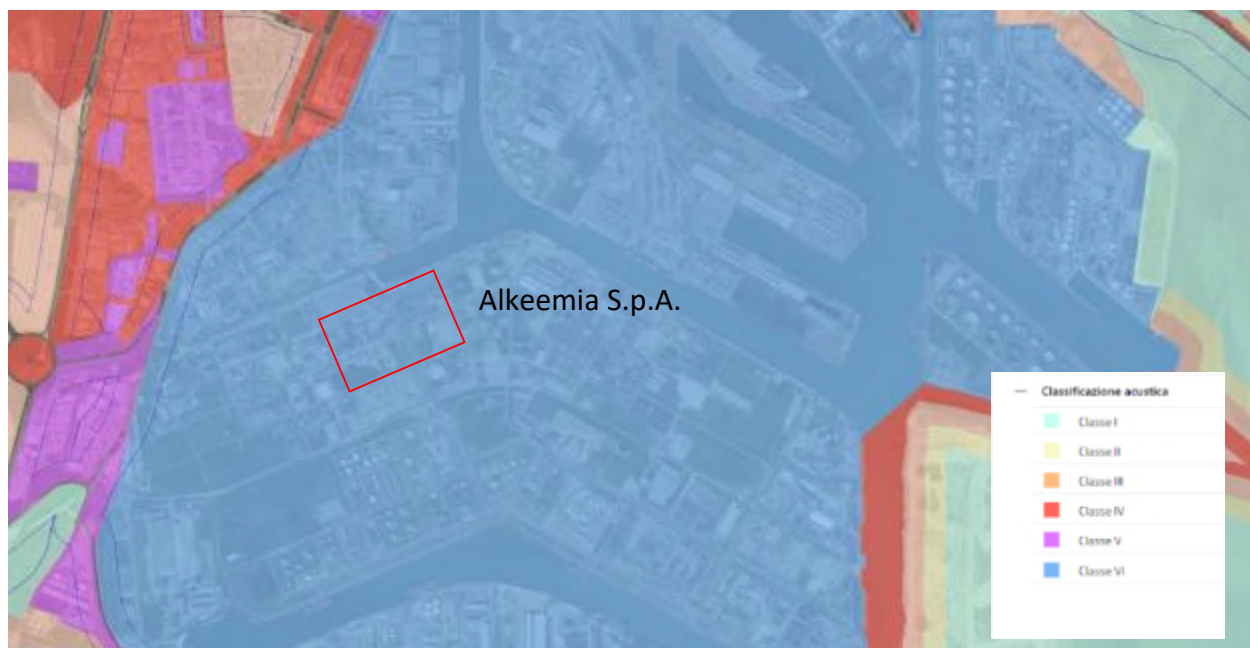 Alkeemia S.p.A.
— Classificazione acustica
Classe I
Classe II
Classe III
Classe IV
Classe V
Classe VI